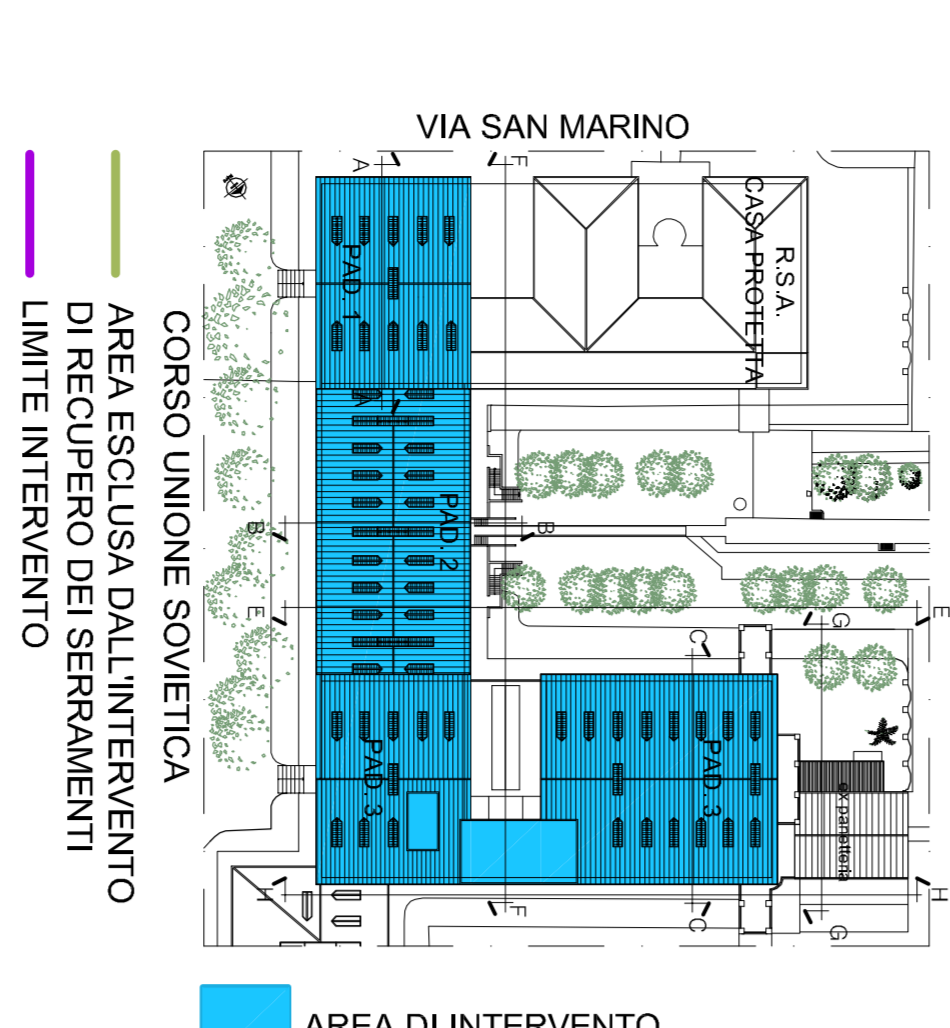 VIA SAN MARINO
A
F
R.S.A.
CASA PROTETTA
PAD. 1
A
PAD. 2
B
B
E
E
G
C
PAD. 3
PAD. 3
ex panetteria
H
H
F
C
G
CORSO UNIONE SOVIETICA
AREA ESCLUSA DALL'INTERVENTO
DI RECUPERO DEI SERRAMENTI
LIMITE INTERVENTO
AREA DI INTERVENTO